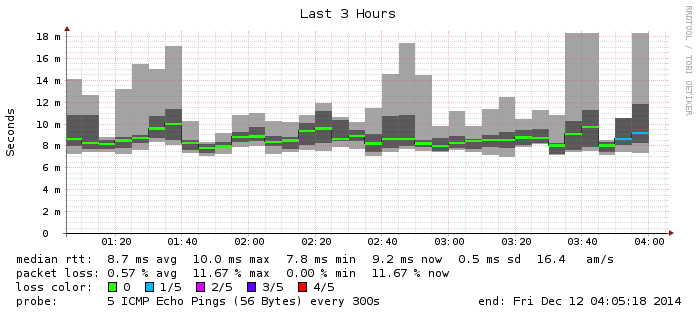 Last 3 Hours
RRDTOOL / TOBI OETIKER
Seconds
18 m
16 m
14 m
12 m
10 m
8 m
6 m
4 m
2 m
0
01:20 01:40 02:00 02:20 02:40 03:00 03:20 03:40 04:00
median rtt: 8.7 ms avg 10.0 ms max 7.8 ms min 9.2 ms now 0.5 ms sd 16.4 am/s
packet loss: 0.57 % avg 11.67 % max 0.00 % min 11.67 % now
loss color: 0 1/5 2/5 3/5 4/5
probe: 5 ICMP Echo Pings (56 Bytes) every 300s end: Fri Dec 12 04:05:18 2014